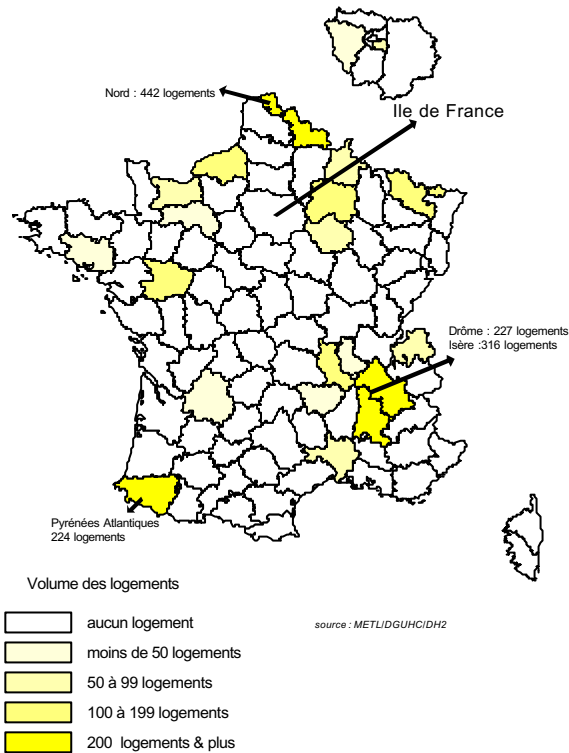 Nord : 442 logements
Ile de France
Drôme : 227 logements
Isère :316 logements
Pyrénées Atlantiques
224 logements
Volume des logements
source : METL/DGUHC/DH2
aucun logement
moins de 50 logements
50 à 99 logements
100 à 199 logements
200 logements & plus